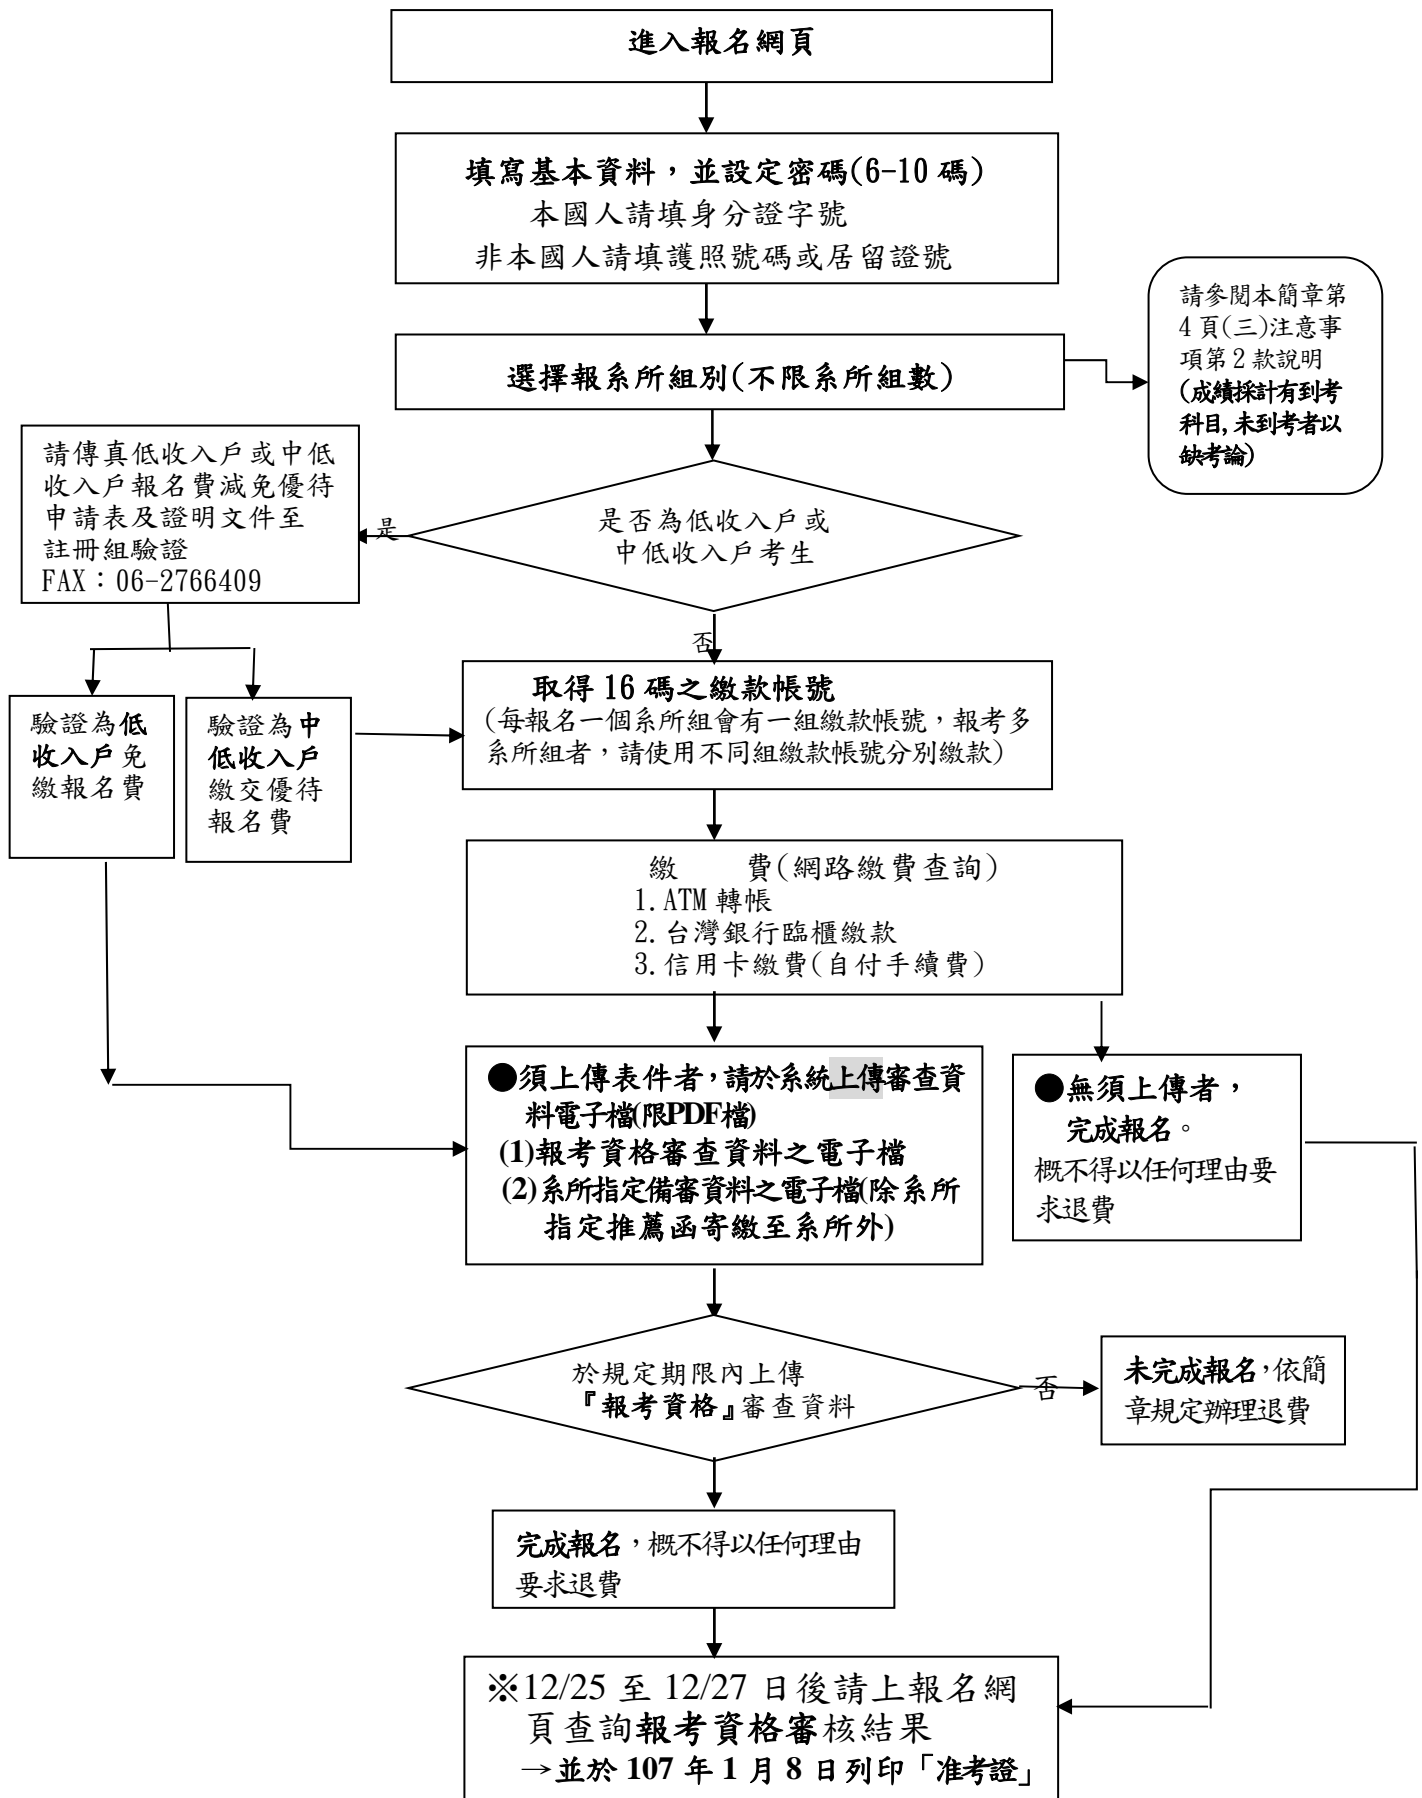 進入報名網頁
填寫基本資料，並設定密碼(6-10 碼)
本國人請填身分證字號
非本國人請填護照號碼或居留證號
請參閱本簡章第
4 頁(三)注意事
項第 2 款說明
(成績採計有到考
科目,未到考者以
缺考論)
選擇報系所組別(不限系所組數)
請傳真低收入戶或中低
收入戶報名費減免優待
申請表及證明文件至
註冊組驗證
FAX：06-2766409
是
是否為低收入戶或
中低收入戶考生
否
驗證為低
收入戶免
繳報名費
驗證為中
低收入戶
繳交優待
報名費
取得 16 碼之繳款帳號
(每報名一個系所組會有一組繳款帳號，報考多
系所組者，請使用不同組繳款帳號分別繳款)
繳　　費(網路繳費查詢)
1.ATM 轉帳
2.台灣銀行臨櫃繳款
3.信用卡繳費(自付手續費)
●須上傳表件者，請於系統上傳審查資
料電子檔(限PDF檔)
(1)報考資格審查資料之電子檔
(2)系所指定備審資料之電子檔(除系所
指定推薦函寄繳至系所外)
●無須上傳者，
完成報名。
概不得以任何理由要
求退費
於規定期限內上傳
『報考資格』審查資料
否
未完成報名，依簡
章規定辦理退費
完成報名，概不得以任何理由
要求退費
※12/25 至 12/27 日後請上報名網
頁查詢報考資格審核結果
→並於 107 年 1 月 8 日列印「准考證」